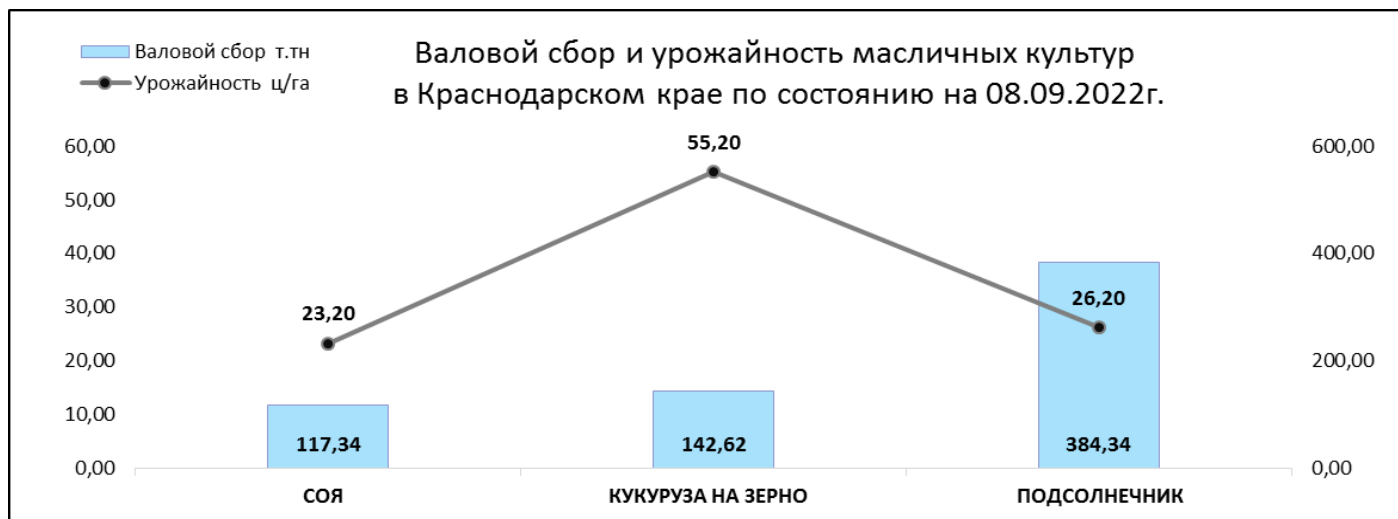 Валовой сбор т.тн
Урожайность ц/га
Валовой сбор и урожайность масличных культур
в Краснодарском крае по состоянию на 08.09.2022г.
60,00
55,20
600,00
50,00
40,00
400,00
30,00
23,20
26,20
20,00
200,00
10,00
117,34
142,62
384,34
0,00
0,00
СОЯ
КУКУРУЗА НА ЗЕРНО
ПОДСОЛНЕЧНИК